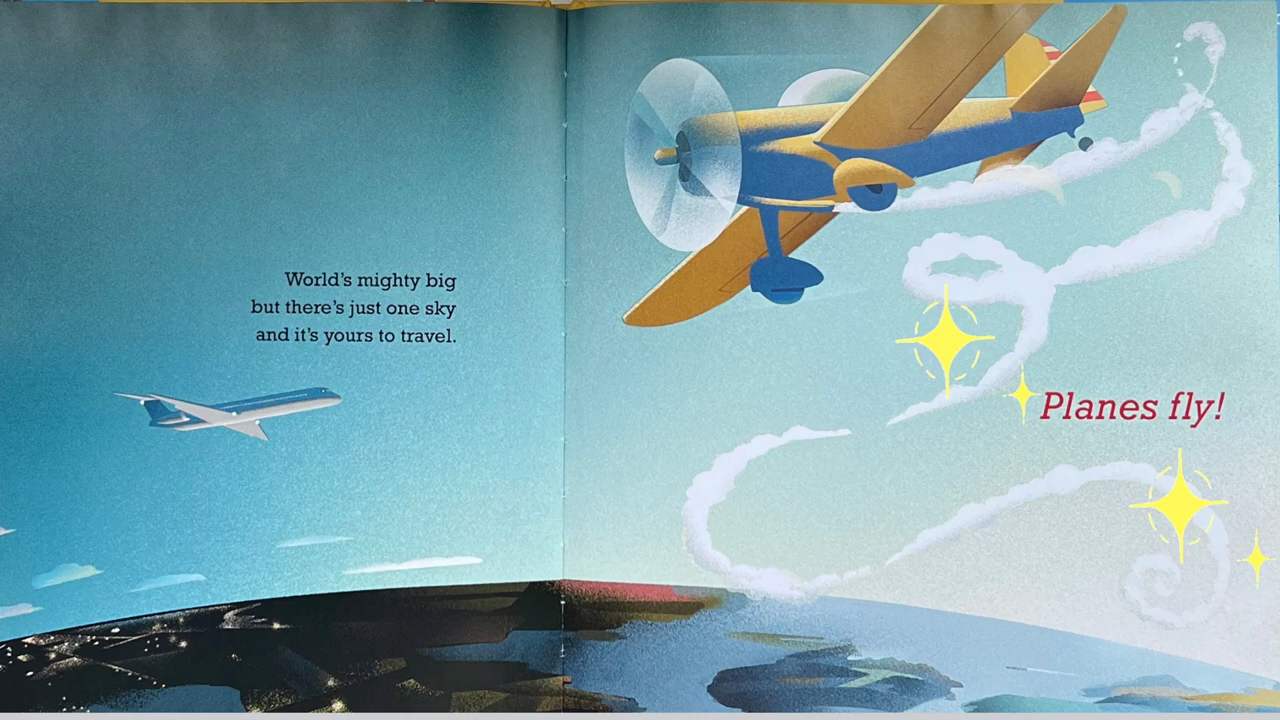 World's mighty big
but there's just one sky
and it's yours to travel.
Planes fly!